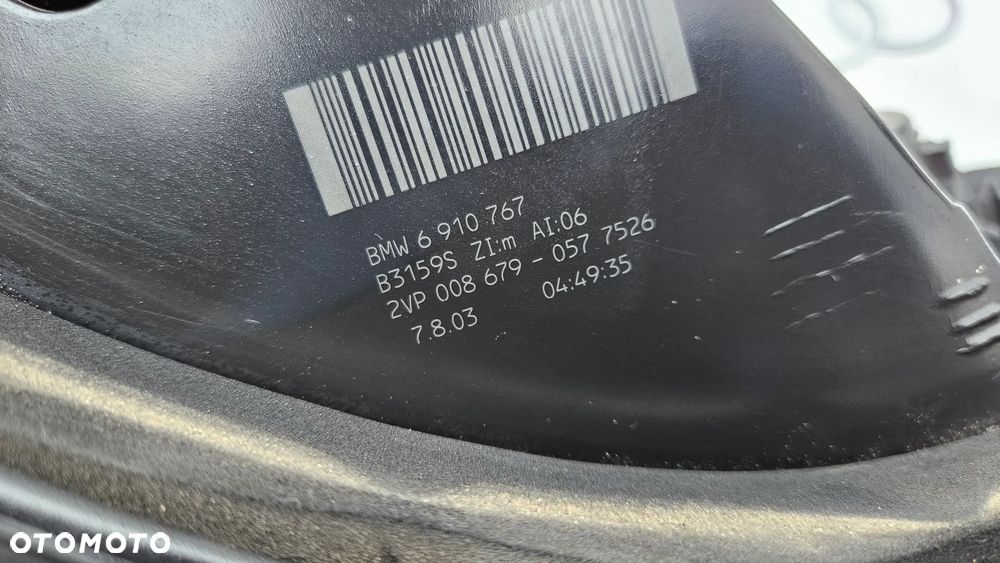 BMW 6 910 767
B3159S ZI:m AI:06
2VP 008 679 - 057 7526
7.8.03 04:49:35
OTOMOTO